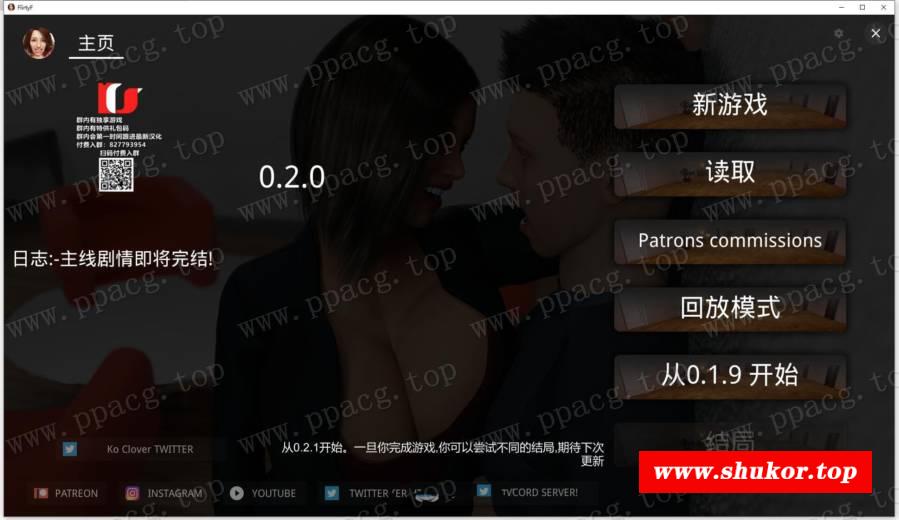 FlirtyF
主页
群内有独享游戏
群内有特供礼包码
群内会第一时间跟进最新汉化
付费入群：827793954
扫码付费入群
0.2.0
日志:-主线剧情即将完结!
新游戏
读取
Patrons commissions
回放模式
从0.1.9 开始
结局
Ko Clover TWITTER
从0.2.1开始。一旦你完成游戏,你可以尝试不同的结局,期待下次
更新
PATREON
INSTAGRAM
YOUTUBE
TWITTER
SERVER!
www.shukor.top
www.ppacg.top